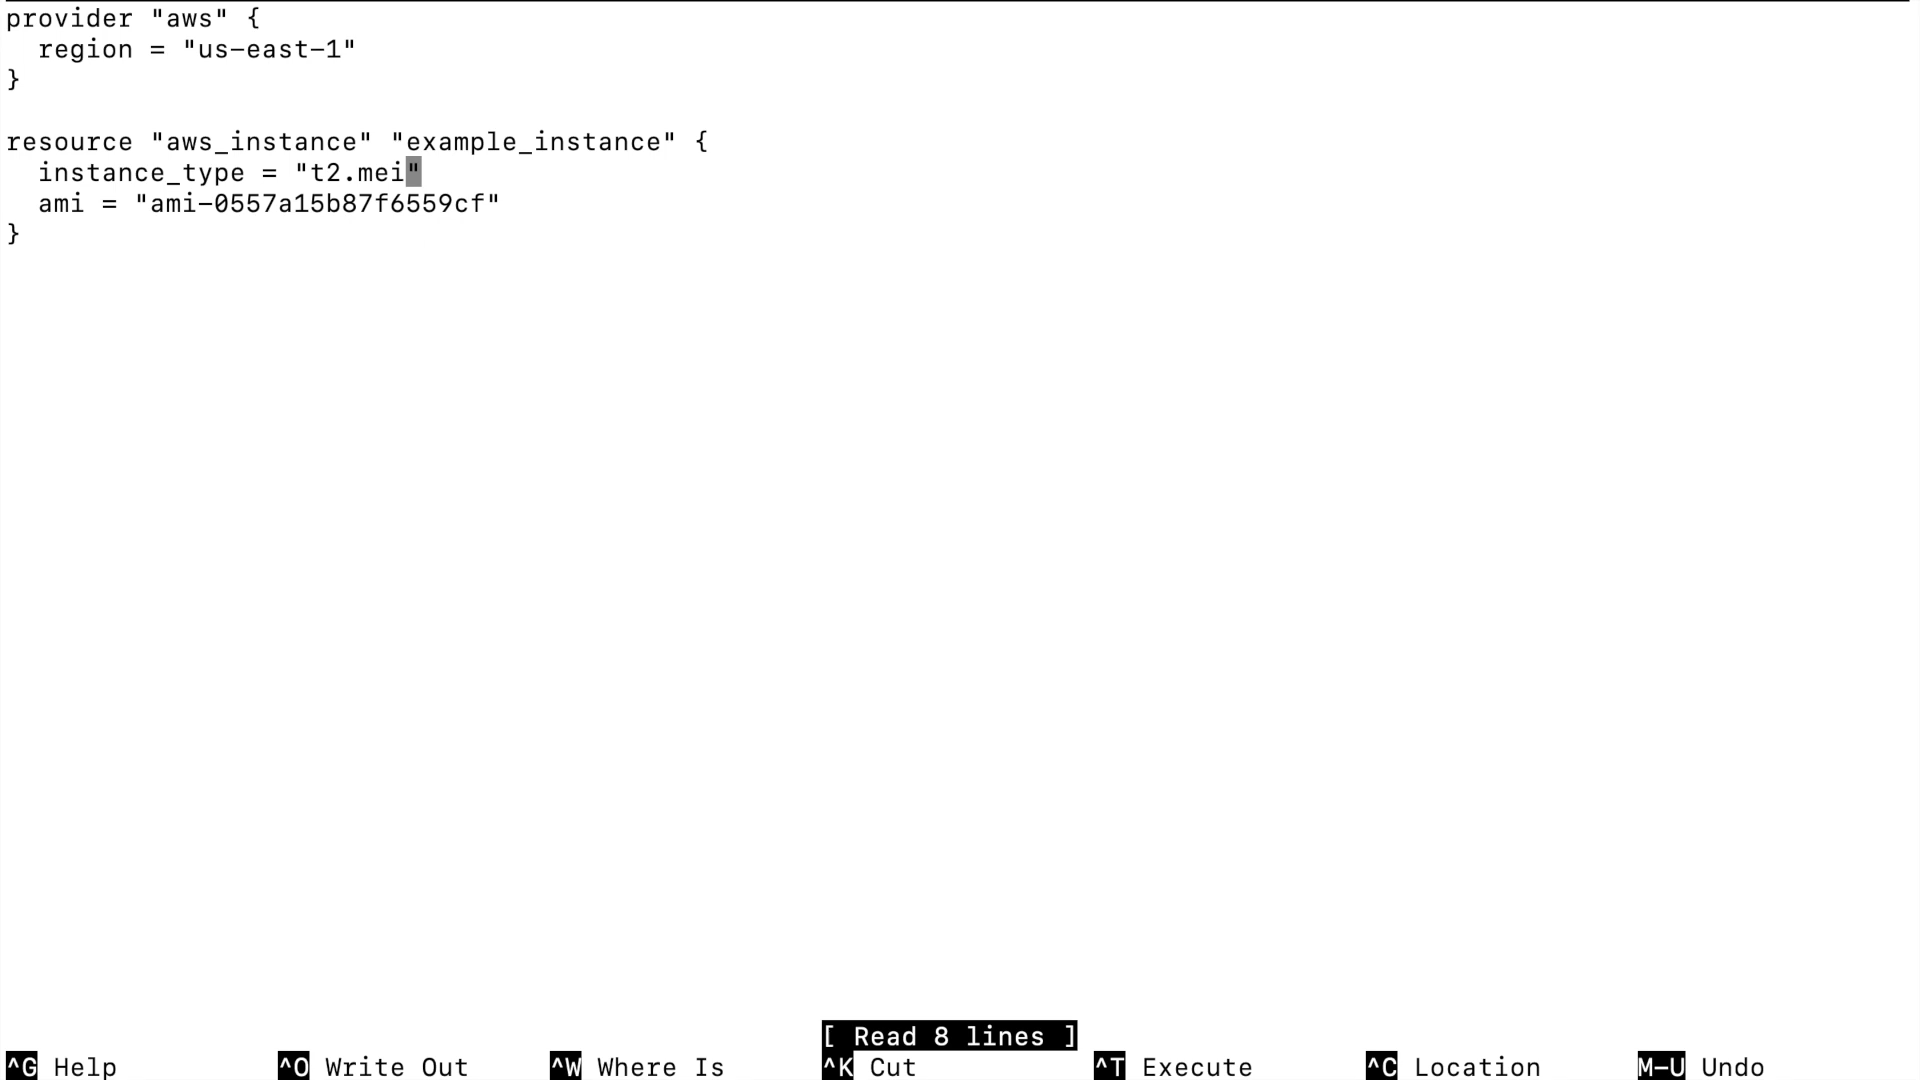 provider "aws" {
  region = "us-east-1"
}

resource "aws_instance" "example_instance" {
  instance_type = "t2.mei"
  ami = "ami-0557a15b87f6559cf"
}
[ Read 8 lines ]
^G Help ^O Write Out ^W Where Is ^K Cut ^T Execute ^C Location M-U Undo